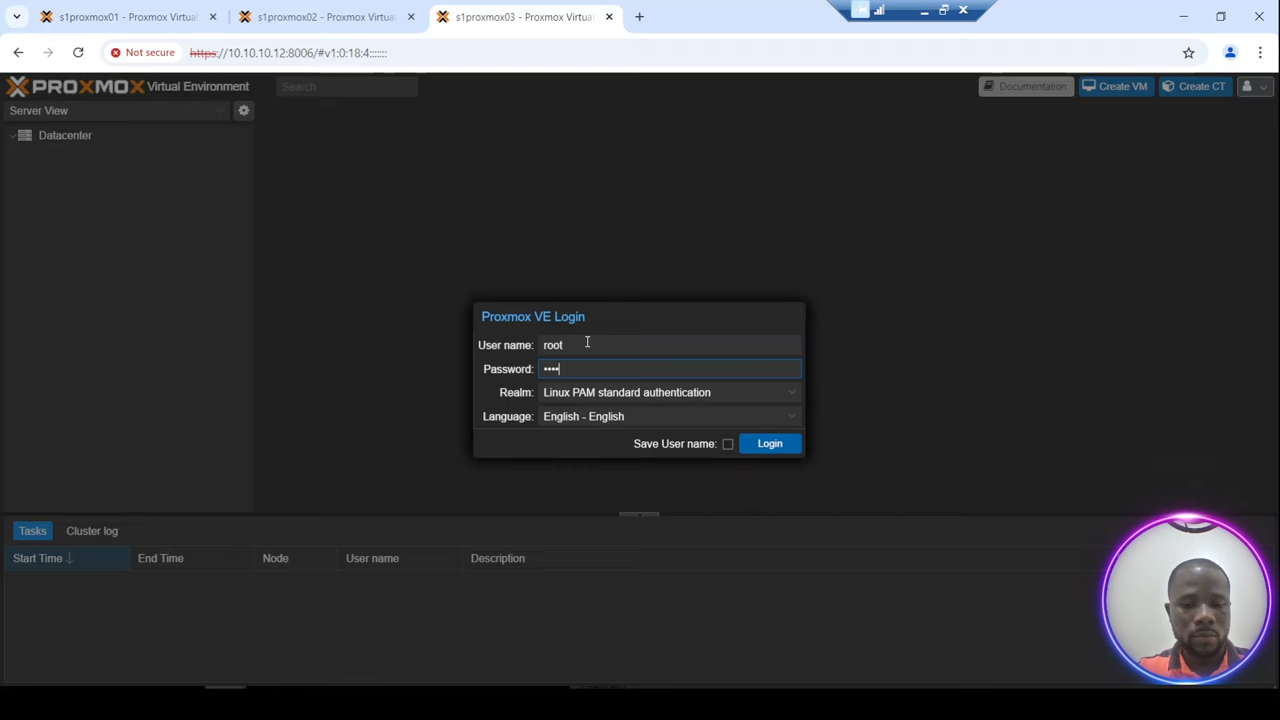 s1proxmox01 - Proxmox Virtual
s1proxmox02 - Proxmox Virtual
s1proxmox03 - Proxmox Virtual
Not secure
https://10.10.10.12:8006/#v1:0:18:4:::::::
PROXMOX Virtual Environment
Search
Documentation
Create VM
Create CT
Server View
Datacenter
Proxmox VE Login
User name: root
Password: ••••
Realm: Linux PAM standard authentication
Language: English - English
Save User name:
Login
Tasks
Cluster log
Start Time
End Time
Node
User name
Description